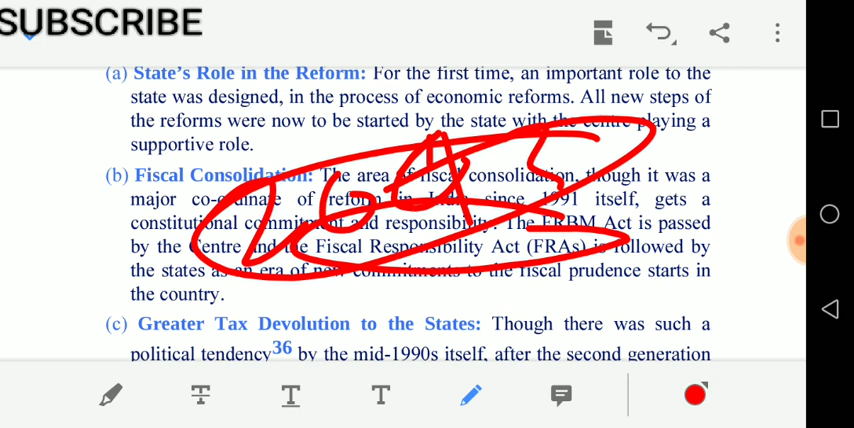 SUBSCRIBE
(a) State's Role in the Reform: For the first time, an important role to the
state was designed, in the process of economic reforms. All new steps of
the reforms were now to be started by the state with the centre playing a
supportive role.
(b) Fiscal Consolidation: The area of fiscal consolidation, though it was a
major co-ordinate of reform in India since 1991 itself, gets a
constitutional commitment and responsibility. The FRBM Act is passed
by the Centre and the Fiscal Responsibility Act (FRAs) is followed by
the states as an era of new commitments to the fiscal prudence starts in
the country.
(c) Greater Tax Devolution to the States: Though there was such a
political tendency36 by the mid-1990s itself, after the second generation